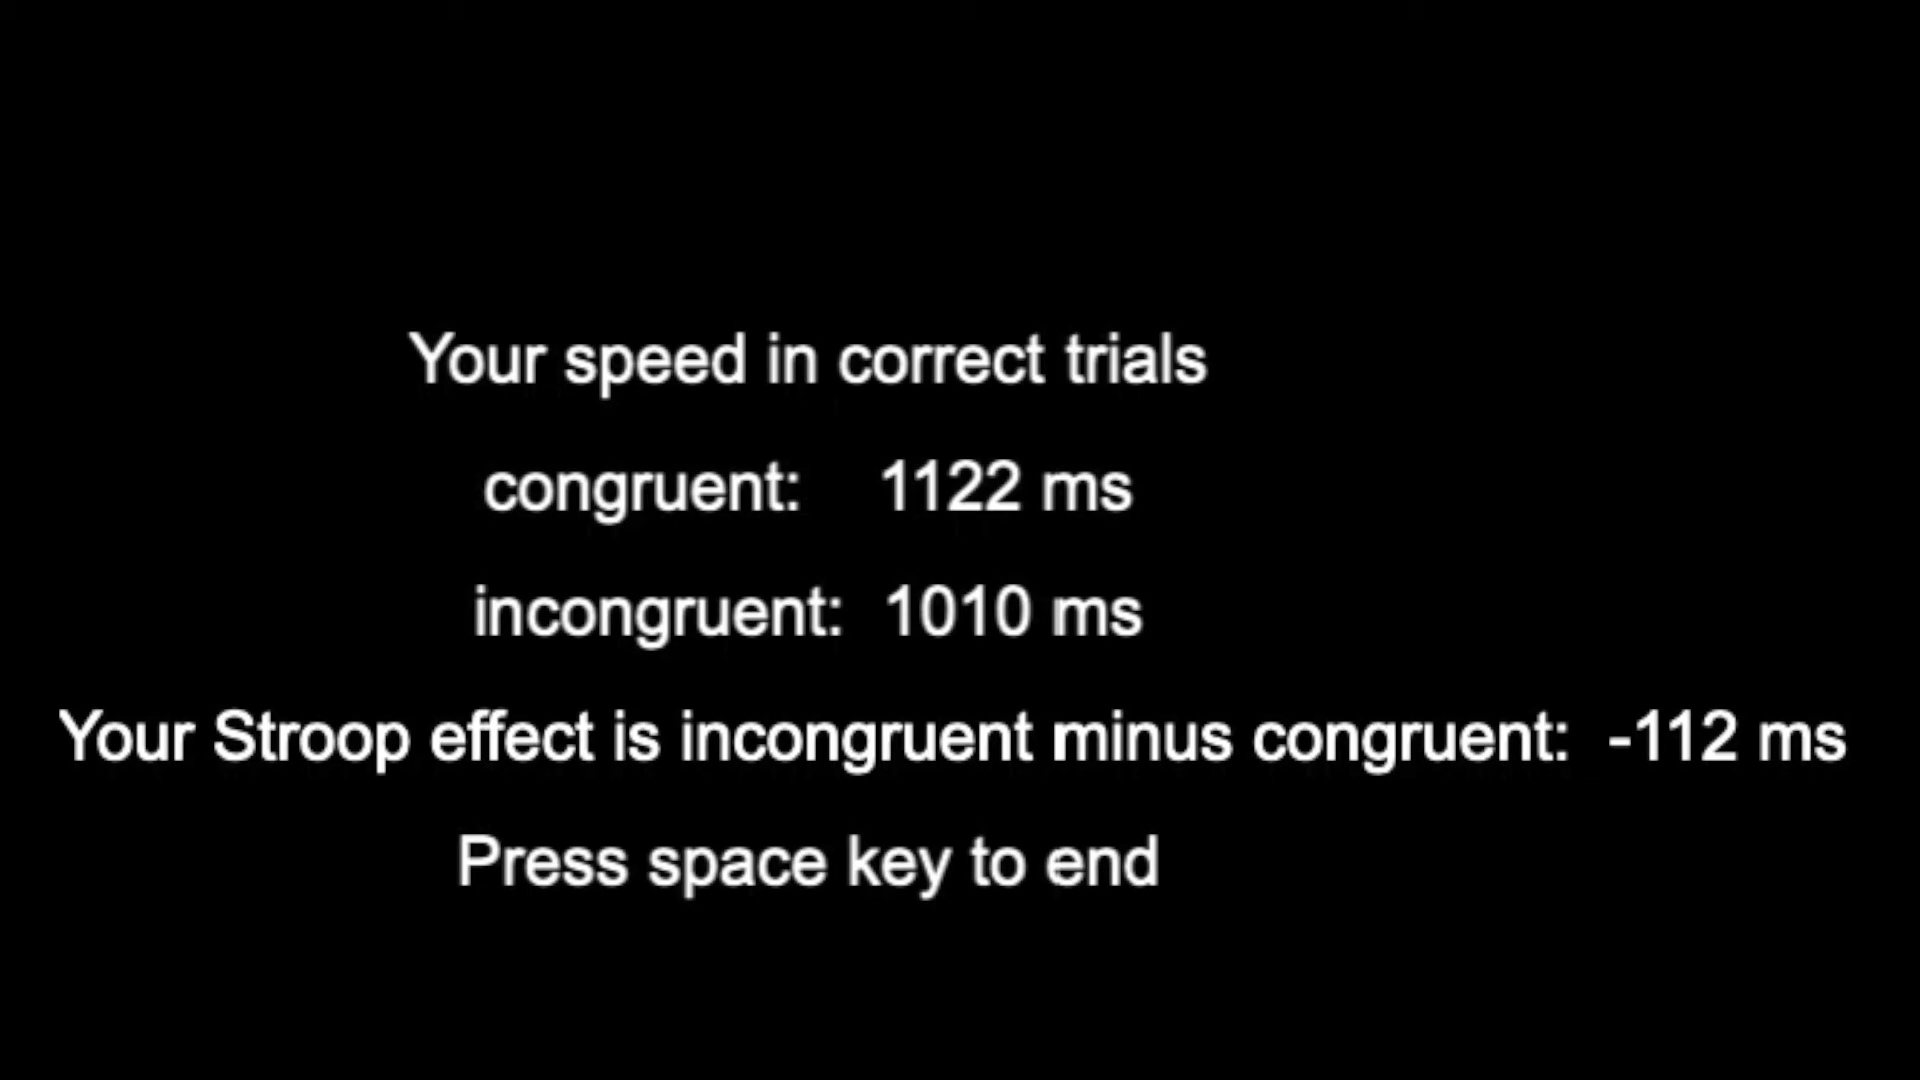 Your speed in correct trials
congruent: 1122 ms
incongruent: 1010 ms
Your Stroop effect is incongruent minus congruent: -112 ms
Press space key to end